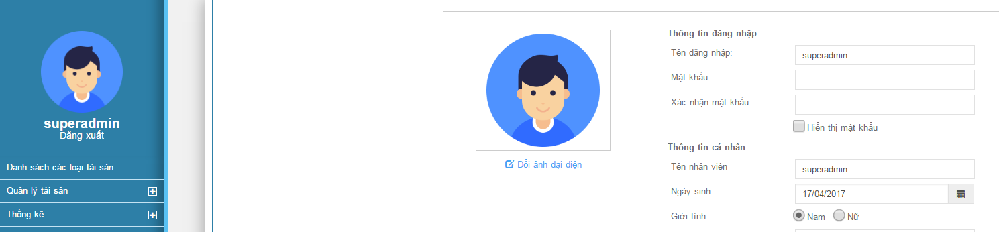 superadmin
Đăng xuất
Danh sách các loại tài sản
Quản lý tài sản
Thống kê
Đổi ảnh đại diện
Thông tin đăng nhập
Tên đăng nhập: superadmin
Mật khẩu:
Xác nhận mật khẩu:
Hiển thị mật khẩu
Thông tin cá nhân
Tên nhân viên superadmin
Ngày sinh 17/04/2017
Giới tính Nam Nữ